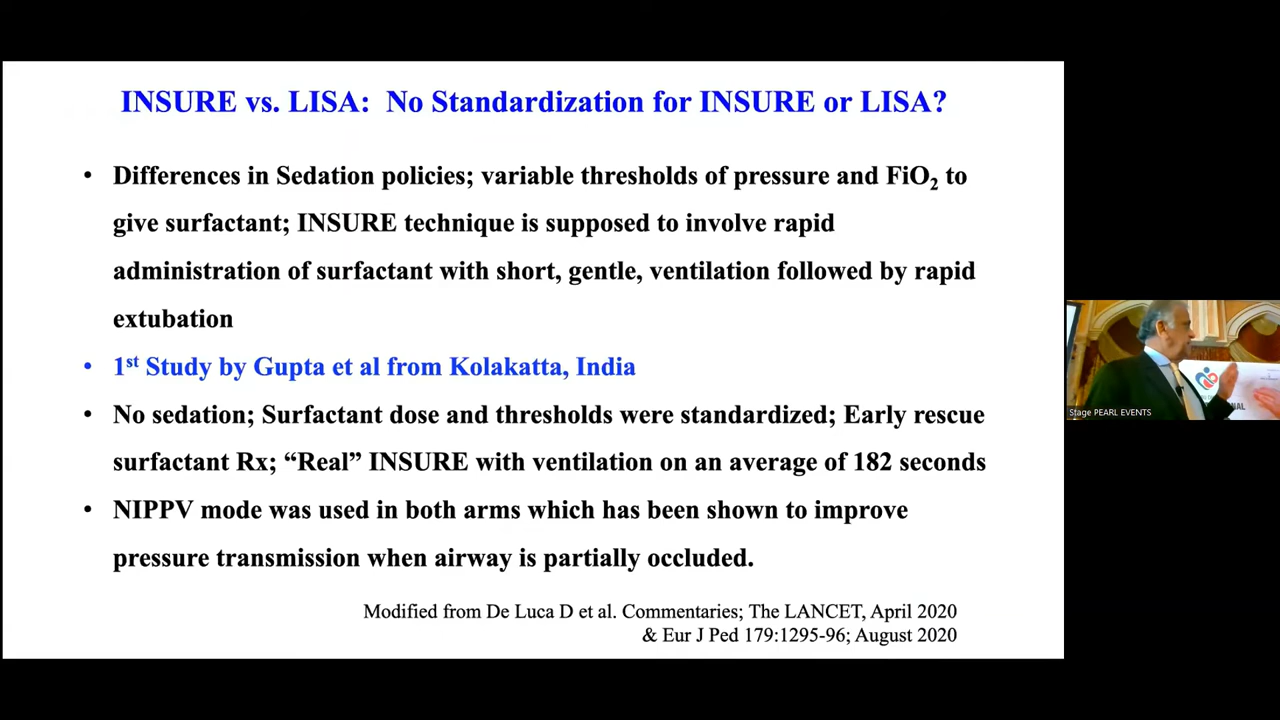 INSURE vs. LISA: No Standardization for INSURE or LISA?
• Differences in Sedation policies; variable thresholds of pressure and FiO₂ to
give surfactant; INSURE technique is supposed to involve rapid
administration of surfactant with short, gentle, ventilation followed by rapid
extubation
• 1st Study by Gupta et al from Kolakatta, India
• No sedation; Surfactant dose and thresholds were standardized; Early rescue
surfactant Rx; “Real” INSURE with ventilation on an average of 182 seconds
• NIPPV mode was used in both arms which has been shown to improve
pressure transmission when airway is partially occluded.
Modified from De Luca D et al. Commentaries; The LANCET, April 2020
& Eur J Ped 179:1295-96; August 2020
Stage PEARL EVENTS